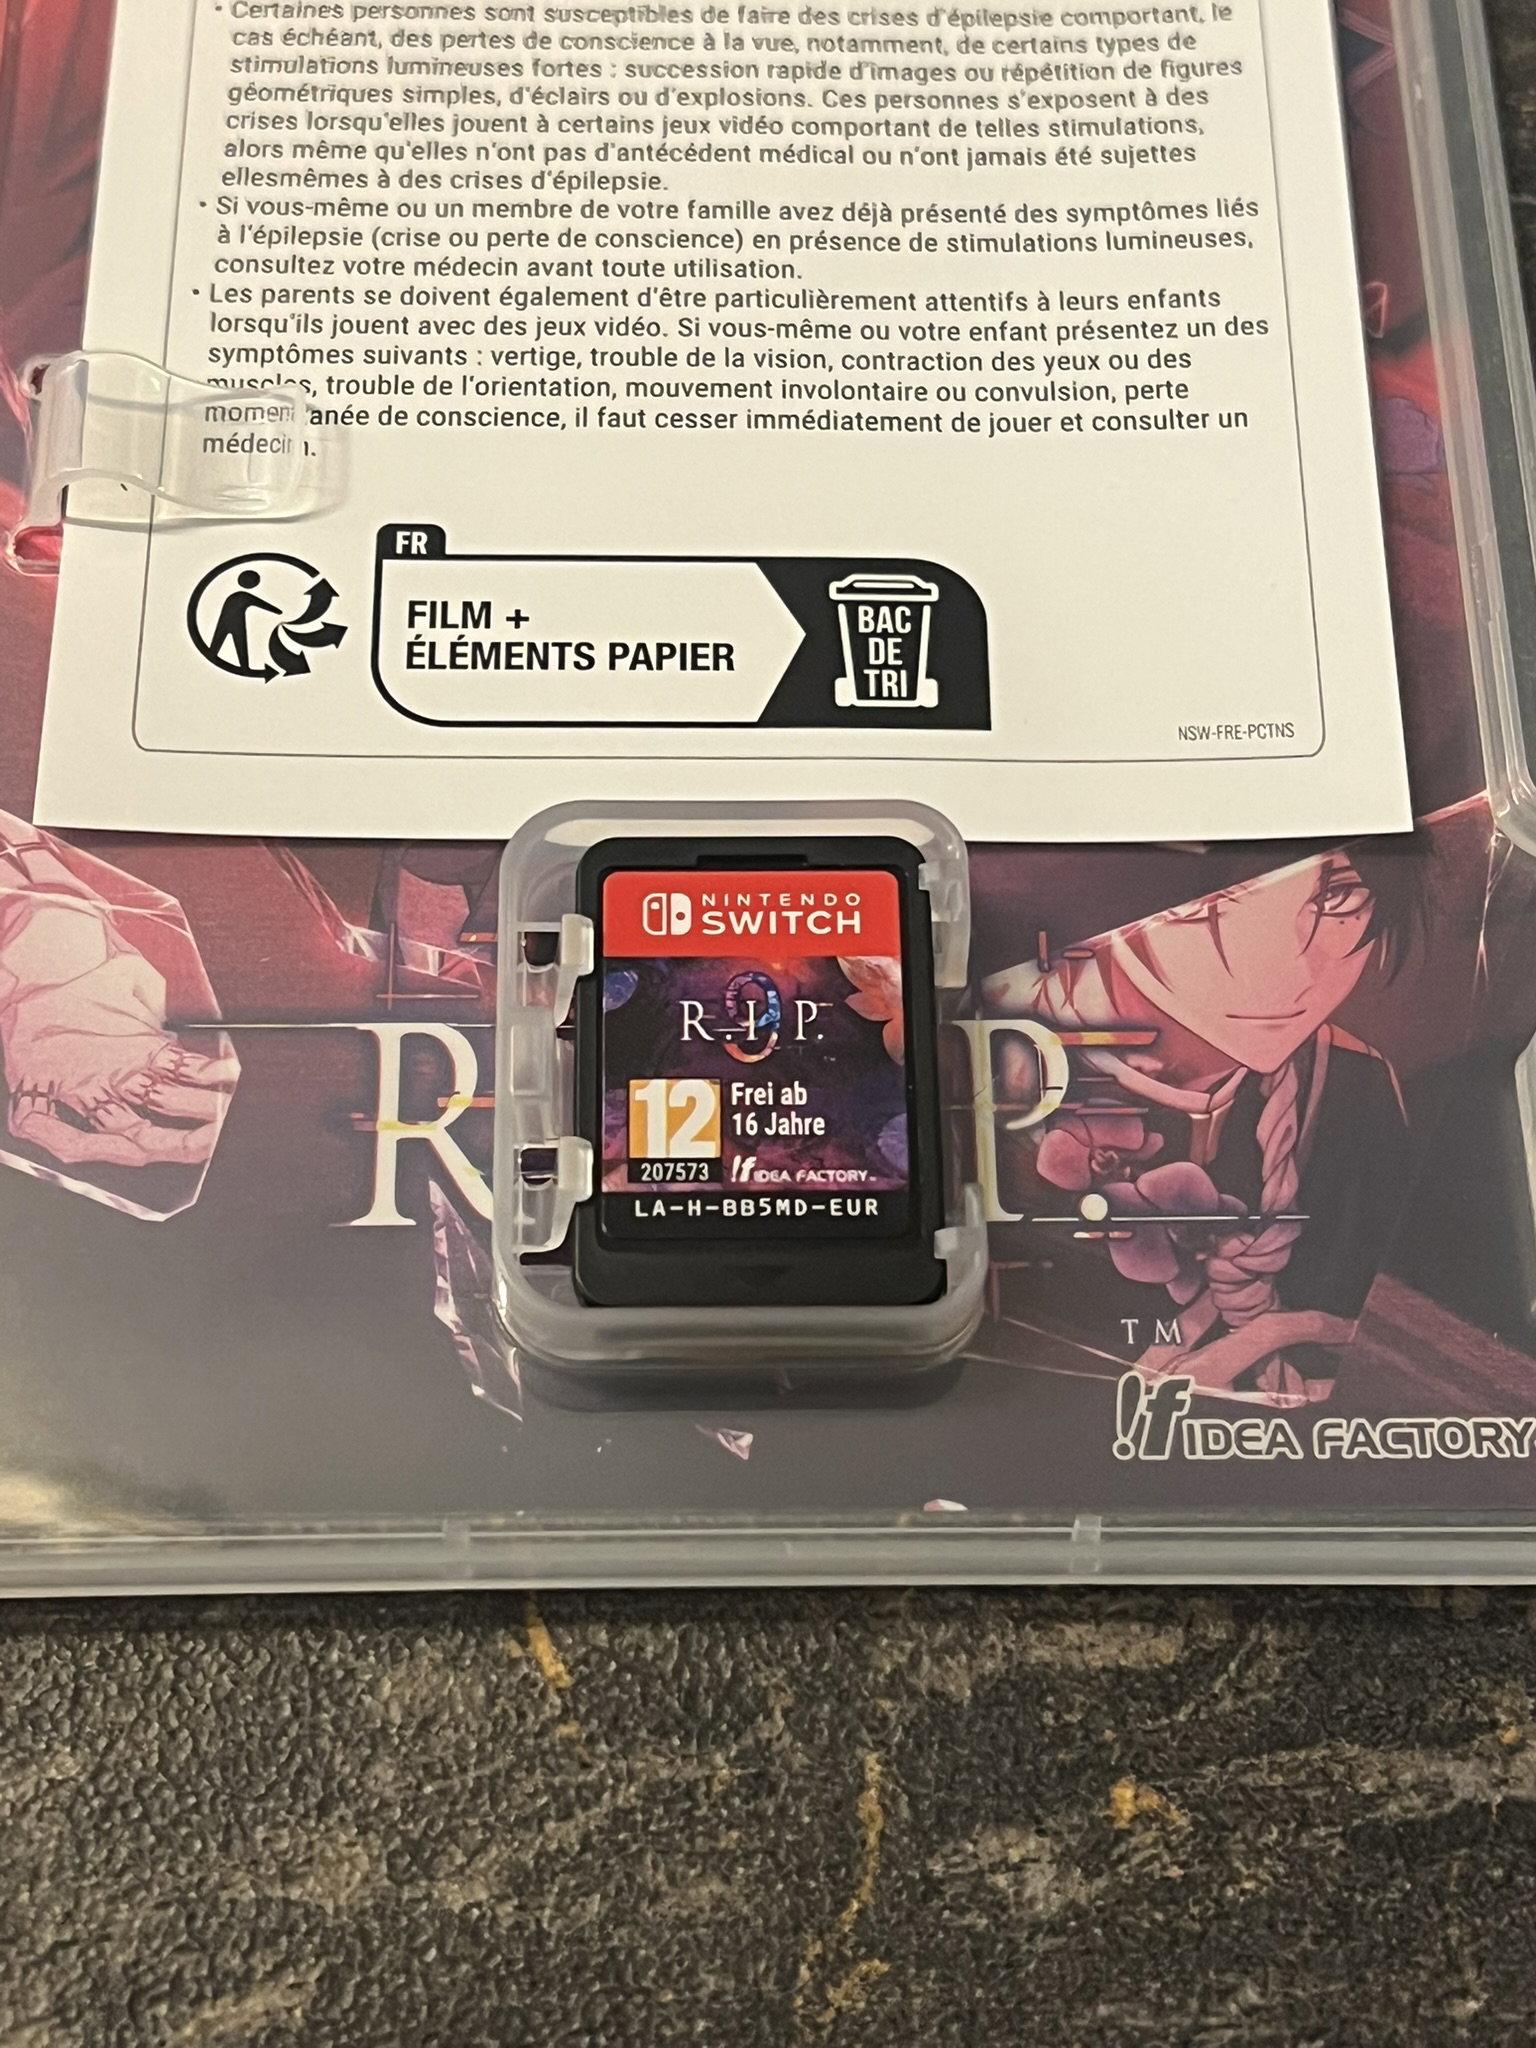 • Certaines personnes sont susceptibles de faire des crises d'épilepsie comportant, le
cas échéant, des pertes de conscience à la vue, notamment, de certains types de
stimulations lumineuses fortes : succession rapide d'images ou répétition de figures
géométriques simples, d'éclairs ou d'explosions. Ces personnes s'exposent à des
crises lorsqu'elles jouent à certains jeux vidéo comportant de telles stimulations,
alors même qu'elles n'ont pas d'antécédent médical ou n'ont jamais été sujettes
ellesmêmes à des crises d'épilepsie.
• Si vous-même ou un membre de votre famille avez déjà présenté des symptômes liés
à l'épilepsie (crise ou perte de conscience) en présence de stimulations lumineuses,
consultez votre médecin avant toute utilisation.
• Les parents se doivent également d'être particulièrement attentifs à leurs enfants
lorsqu'ils jouent avec des jeux vidéo. Si vous-même ou votre enfant présentez un des
symptômes suivants : vertige, trouble de la vision, contraction des yeux ou des
muscles, trouble de l'orientation, mouvement involontaire ou convulsion, perte
momentanée de conscience, il faut cesser immédiatement de jouer et consulter un
médecin.
FR
FILM +
ÉLÉMENTS PAPIER
BAC
DE
TRI
NSW-FRE-PCTNS
NINTENDO
SWITCH
9
R.I.P.
12
Frei ab
16 Jahre
207573
!f IDEA FACTORY™
LA-H-BB5MD-EUR
R P.
TM
!f IDEA FACTORY